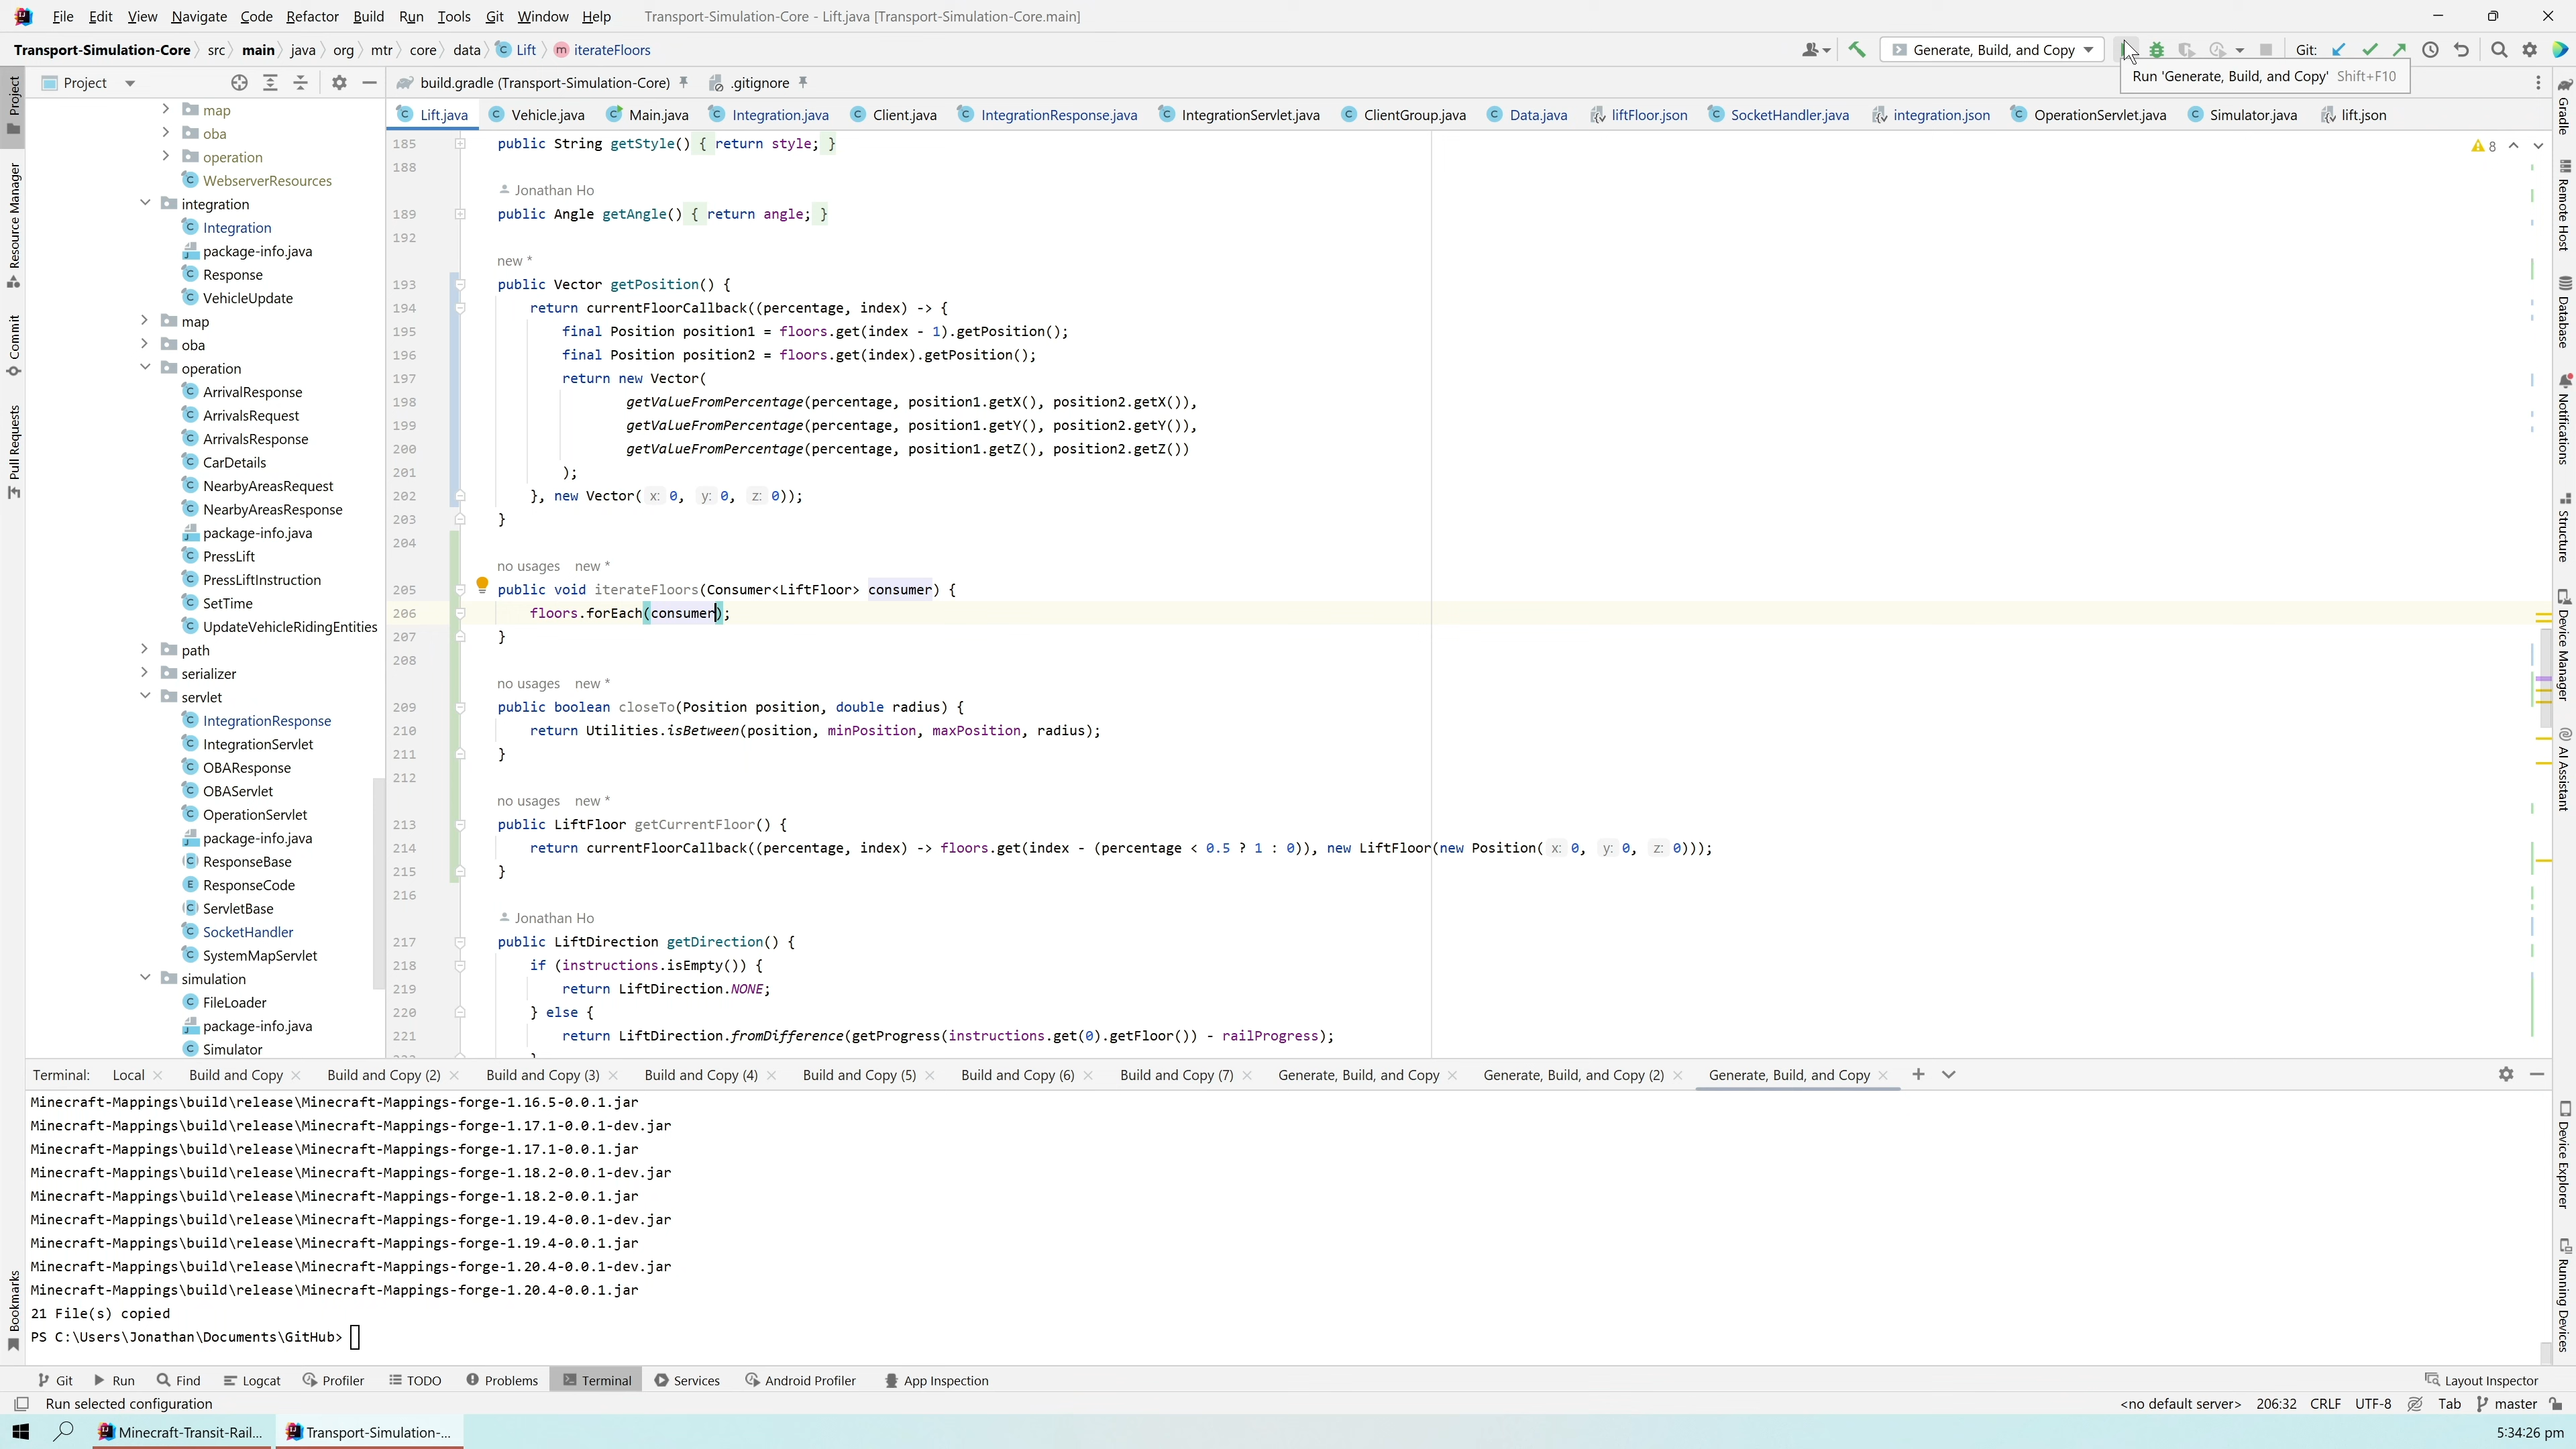 File Edit View Navigate Code Refactor Build Run Tools Git Window Help Transport-Simulation-Core - Lift.java [Transport-Simulation-Core.main]
Transport-Simulation-Core src main java org mtr core data Lift iterateFloors Generate, Build, and Copy Git:
Run 'Generate, Build, and Copy' Shift+F10
Project build.gradle (Transport-Simulation-Core) .gitignore
Lift.java Vehicle.java Main.java Integration.java Client.java IntegrationResponse.java IntegrationServlet.java ClientGroup.java Data.java liftFloor.json SocketHandler.java integration.json OperationServlet.java Simulator.java lift.json
Project
Resource Manager
Commit
Pull Requests
Bookmarks
map
oba
operation
WebserverResources
integration
Integration
package-info.java
Response
VehicleUpdate
map
oba
operation
ArrivalResponse
ArrivalsRequest
ArrivalsResponse
CarDetails
NearbyAreasRequest
NearbyAreasResponse
package-info.java
PressLift
PressLiftInstruction
SetTime
UpdateVehicleRidingEntities
path
serializer
servlet
IntegrationResponse
IntegrationServlet
OBAResponse
OBAServlet
OperationServlet
package-info.java
ResponseBase
ResponseCode
ServletBase
SocketHandler
SystemMapServlet
simulation
FileLoader
package-info.java
Simulator
8
185 public String getStyle() { return style; }
188
Jonathan Ho
189 public Angle getAngle() { return angle; }
192
new *
193 public Vector getPosition() {
194 return currentFloorCallback((percentage, index) -> {
195 final Position position1 = floors.get(index - 1).getPosition();
196 final Position position2 = floors.get(index).getPosition();
197 return new Vector(
198 getValueFromPercentage(percentage, position1.getX(), position2.getX()),
199 getValueFromPercentage(percentage, position1.getY(), position2.getY()),
200 getValueFromPercentage(percentage, position1.getZ(), position2.getZ())
201 );
202 }, new Vector( x: 0, y: 0, z: 0));
203 }
204
no usages new *
205 public void iterateFloors(Consumer<LiftFloor> consumer) {
206 floors.forEach(consumer);
207 }
208
no usages new *
209 public boolean closeTo(Position position, double radius) {
210 return Utilities.isBetween(position, minPosition, maxPosition, radius);
211 }
212
no usages new *
213 public LiftFloor getCurrentFloor() {
214 return currentFloorCallback((percentage, index) -> floors.get(index - (percentage < 0.5 ? 1 : 0)), new LiftFloor(new Position( x: 0, y: 0, z: 0)));
215 }
216
Jonathan Ho
217 public LiftDirection getDirection() {
218 if (instructions.isEmpty()) {
219 return LiftDirection.NONE;
220 } else {
221 return LiftDirection.fromDifference(getProgress(instructions.get(0).getFloor()) - railProgress);
Gradle
Remote Host
Database
Notifications
Structure
Device Manager
AI Assistant
Device Explorer
Running Devices
Terminal: Local Build and Copy Build and Copy (2) Build and Copy (3) Build and Copy (4) Build and Copy (5) Build and Copy (6) Build and Copy (7) Generate, Build, and Copy Generate, Build, and Copy (2) Generate, Build, and Copy
Minecraft-Mappings\build\release\Minecraft-Mappings-forge-1.16.5-0.0.1.jar
Minecraft-Mappings\build\release\Minecraft-Mappings-forge-1.17.1-0.0.1-dev.jar
Minecraft-Mappings\build\release\Minecraft-Mappings-forge-1.17.1-0.0.1.jar
Minecraft-Mappings\build\release\Minecraft-Mappings-forge-1.18.2-0.0.1-dev.jar
Minecraft-Mappings\build\release\Minecraft-Mappings-forge-1.18.2-0.0.1.jar
Minecraft-Mappings\build\release\Minecraft-Mappings-forge-1.19.4-0.0.1-dev.jar
Minecraft-Mappings\build\release\Minecraft-Mappings-forge-1.19.4-0.0.1.jar
Minecraft-Mappings\build\release\Minecraft-Mappings-forge-1.20.4-0.0.1-dev.jar
Minecraft-Mappings\build\release\Minecraft-Mappings-forge-1.20.4-0.0.1.jar
21 File(s) copied
PS C:\Users\Jonathan\Documents\GitHub>
Git Run Find Logcat Profiler TODO Problems Terminal Services Android Profiler App Inspection Layout Inspector
Run selected configuration <no default server> 206:32 CRLF UTF-8 Tab master
Minecraft-Transit-Rail... Transport-Simulation-... 5:34:26 pm